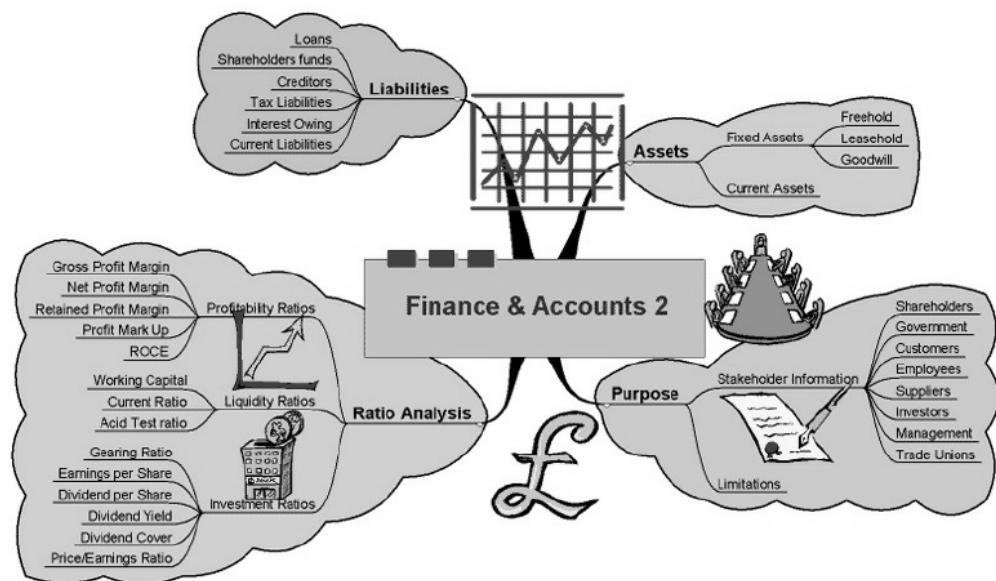 Loans
Shareholders funds
Creditors
Tax Liabilities
Interest Owing
Current Liabilities
Liabilities
Assets
Fixed Assets
Freehold
Leasehold
Goodwill
Current Assets
Finance & Accounts 2
Gross Profit Margin
Net Profit Margin
Retained Profit Margin
Profit Mark Up
ROCE
Profitability Ratios
Working Capital
Current Ratio
Acid Test ratio
Liquidity Ratios
Ratio Analysis
Gearing Ratio
Earnings per Share
Dividend per Share
Dividend Yield
Dividend Cover
Price/Earnings Ratio
Investment Ratios
£
Purpose
Stakeholder Information
Shareholders
Government
Customers
Employees
Suppliers
Investors
Management
Trade Unions
Limitations